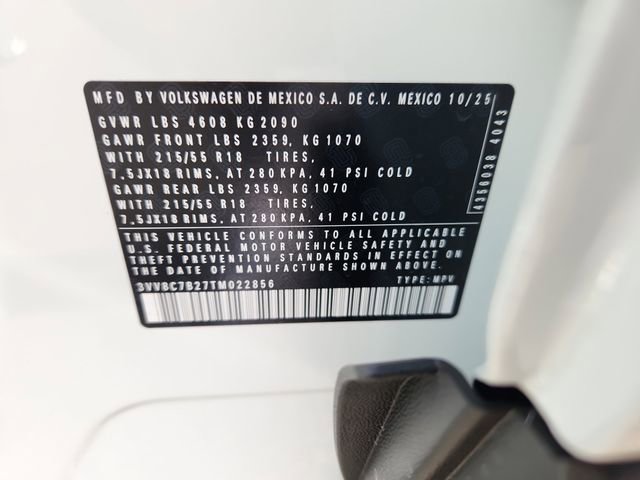 MFD BY VOLKSWAGEN DE MEXICO S.A. DE C.V. MEXICO 10/25
GVWR LBS 4608 KG 2090
GAWR FRONT LBS 2359, KG 1070
WITH 215/55 R18 TIRES,
7,5JX18 RIMS, AT 280 KPA, 41 PSI COLD
GAWR REAR LBS 2359, KG 1070
WITH 215/55 R18 TIRES,
7,5JX18 RIMS, AT 280 KPA, 41 PSI COLD
THIS VEHICLE CONFORMS TO ALL APPLICABLE
U.S. FEDERAL MOTOR VEHICLE SAFETY AND
THEFT PREVENTION STANDARDS IN EFFECT ON
THE DATE OF MANUFACTURE SHOWN ABOVE.
3VV8C7B27TM022856 TYPE: MPV
4356038 4043